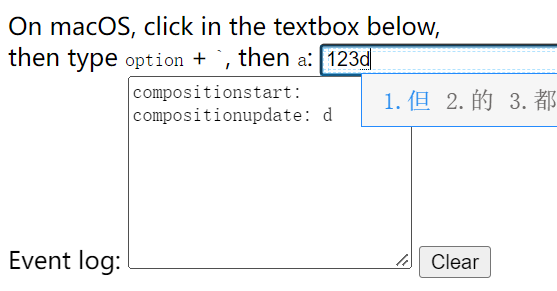 On macOS, click in the textbox below,
then type option + `, then a: 123d
1.但 2.的 3.都
compositionstart:
compositionupdate: d
Event log:
Clear